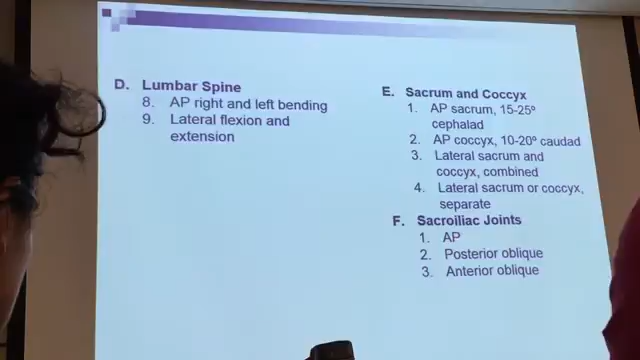 D. Lumbar Spine
8. AP right and left bending
9. Lateral flexion and
extension
E. Sacrum and Coccyx
1. AP sacrum, 15-25º
cephalad
2. AP coccyx, 10-20º caudad
3. Lateral sacrum and
coccyx, combined
4. Lateral sacrum or coccyx,
separate
F. Sacroiliac Joints
1. AP
2. Posterior oblique
3. Anterior oblique